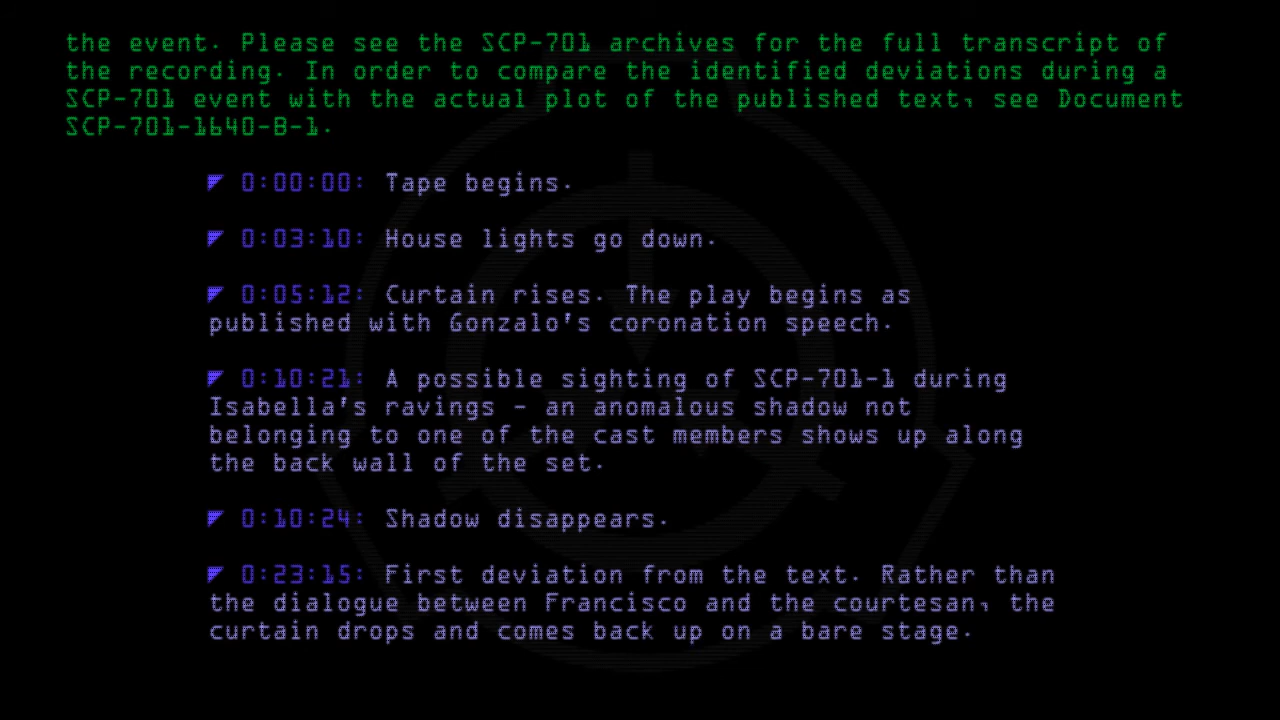 the event. Please see the SCP-701 archives for the full transcript of
the recording. In order to compare the identified deviations during a
SCP-701 event with the actual plot of the published text, see Document
SCP-701-1640-B-1.
0:00:00: Tape begins.
0:03:10: House lights go down.
0:05:12: Curtain rises. The play begins as
published with Gonzalo's coronation speech.
0:10:21: A possible sighting of SCP-701-1 during
Isabella's ravings - an anomalous shadow not
belonging to one of the cast members shows up along
the back wall of the set.
0:10:24: Shadow disappears.
0:23:15: First deviation from the text. Rather than
the dialogue between Francisco and the courtesan, the
curtain drops and comes back up on a bare stage.